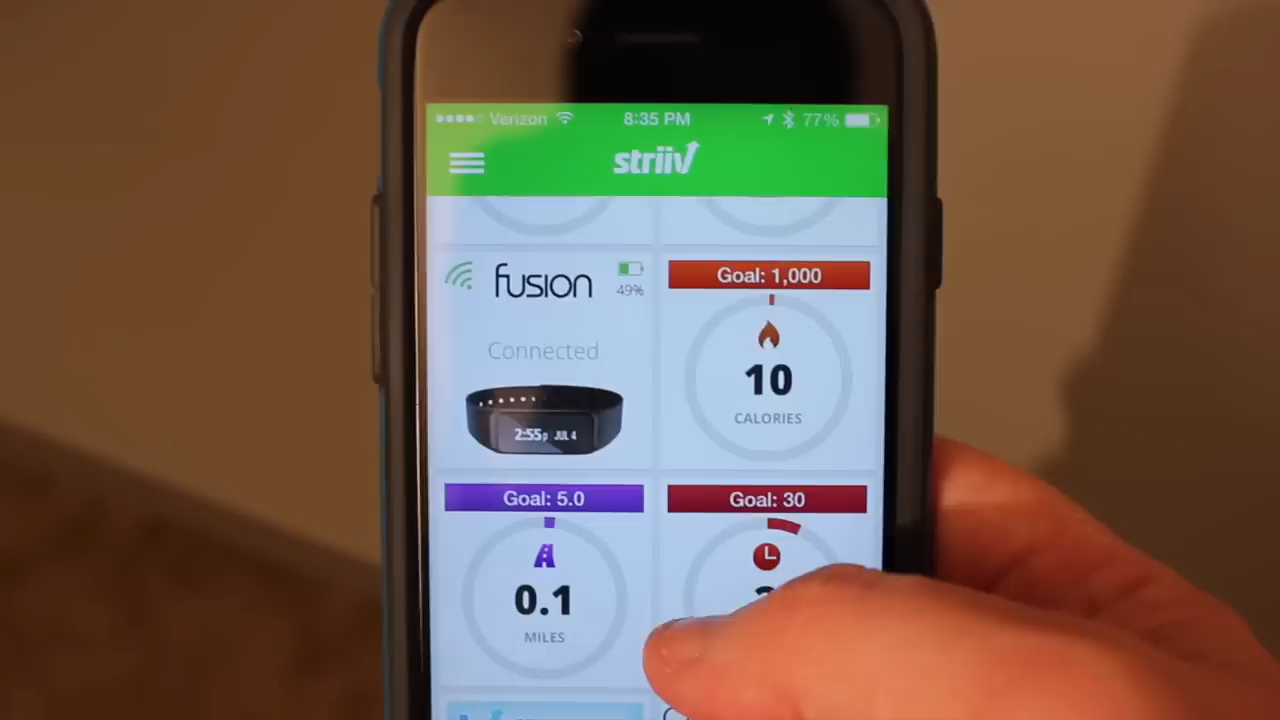 Verizon 8:35 PM 77%
striiv
fusion
49%
Connected
2:55p JUL 4
Goal: 1,000
10
CALORIES
Goal: 5.0
0.1
MILES
Goal: 30